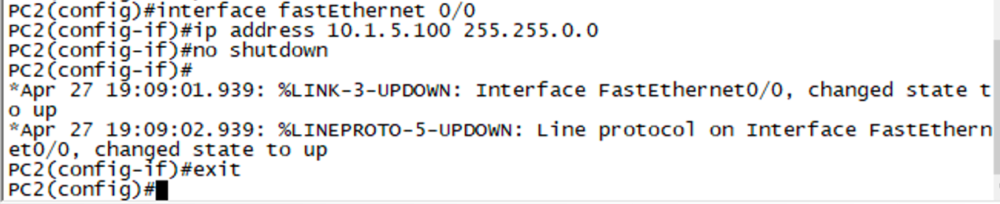 PC2(config)#interface fastEthernet 0/0
PC2(config-if)#ip address 10.1.5.100 255.255.0.0
PC2(config-if)#no shutdown
PC2(config-if)#
*Apr 27 19:09:01.939: %LINK-3-UPDOWN: Interface FastEthernet0/0, changed state t
o up
*Apr 27 19:09:02.939: %LINEPROTO-5-UPDOWN: Line protocol on Interface FastEthern
et0/0, changed state to up
PC2(config-if)#exit
PC2(config)#